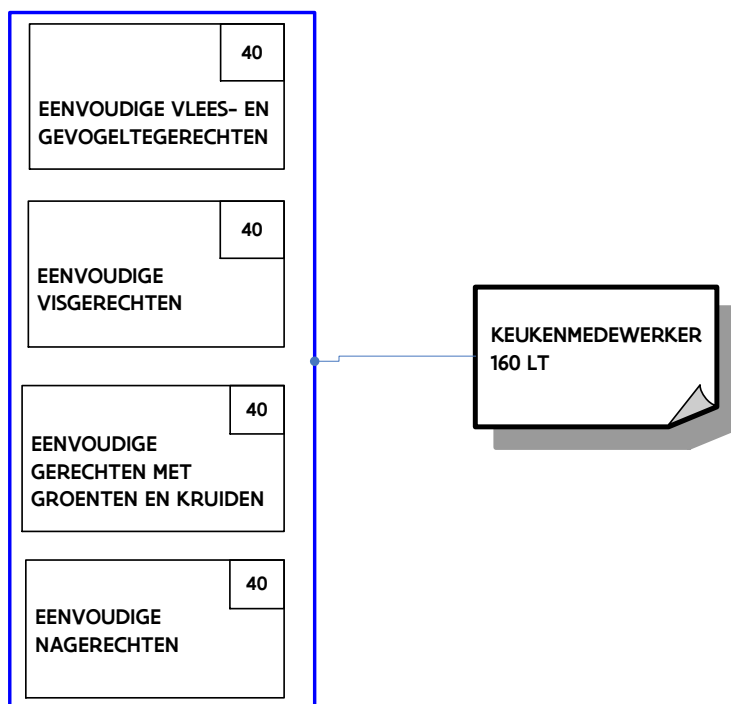 40
EENVOUDIGE VLEES- EN
GEVOGELTEGERECHTEN
40
EENVOUDIGE
VISGERECHTEN
40
EENVOUDIGE
GERECHTEN MET
GROENTEN EN KRUIDEN
40
EENVOUDIGE
NAGERECHTEN
KEUKENMEDEWERKER
160 LT